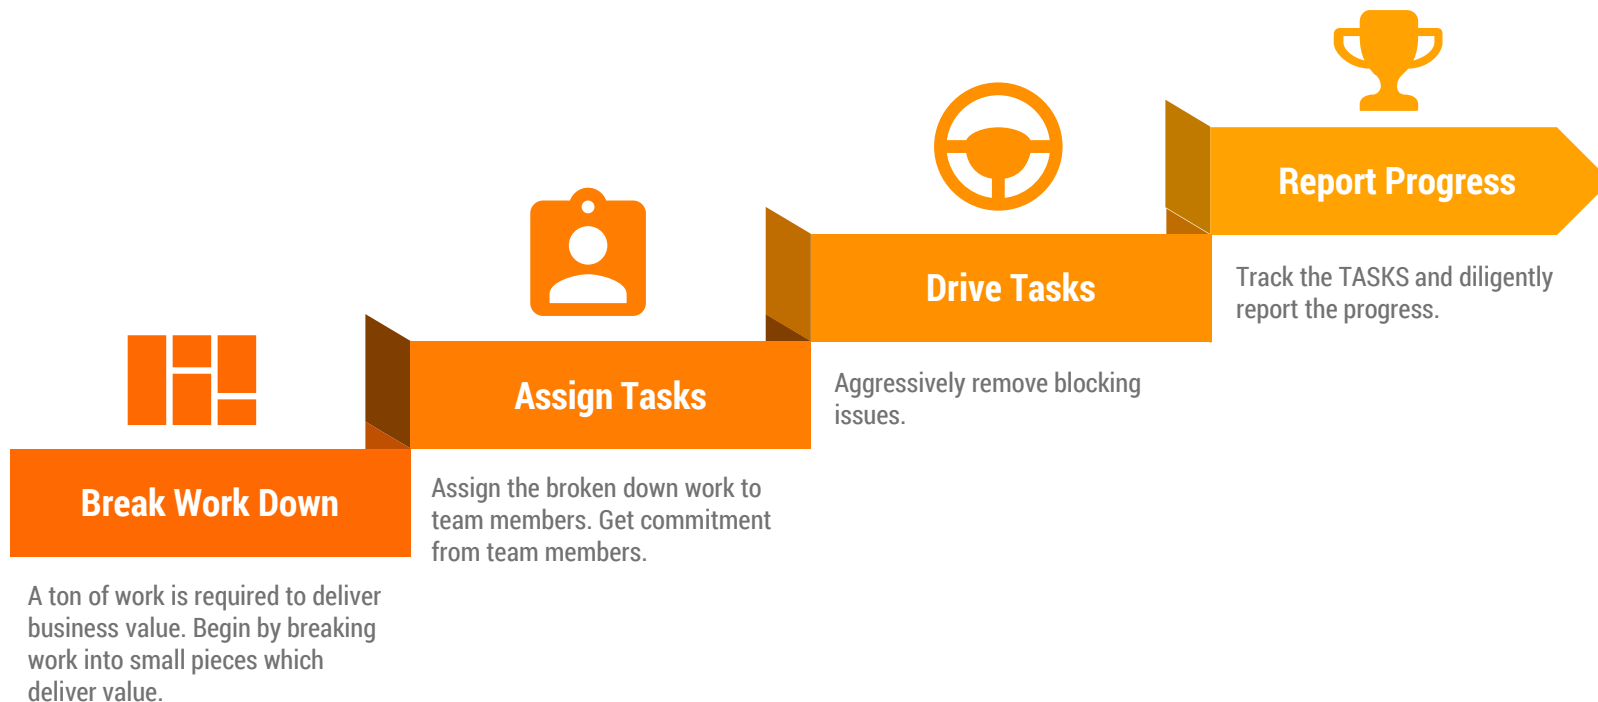 Break Work Down
A ton of work is required to deliver
business value. Begin by breaking
work into small pieces which
deliver value.
Assign Tasks
Assign the broken down work to
team members. Get commitment
from team members.
Drive Tasks
Aggressively remove blocking
issues.
Report Progress
Track the TASKS and diligently
report the progress.